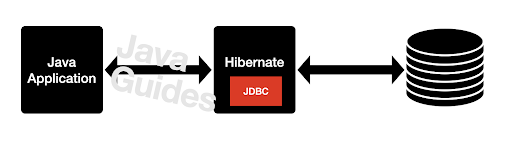 Java
Application
Java
Guides
Hibernate
JDBC